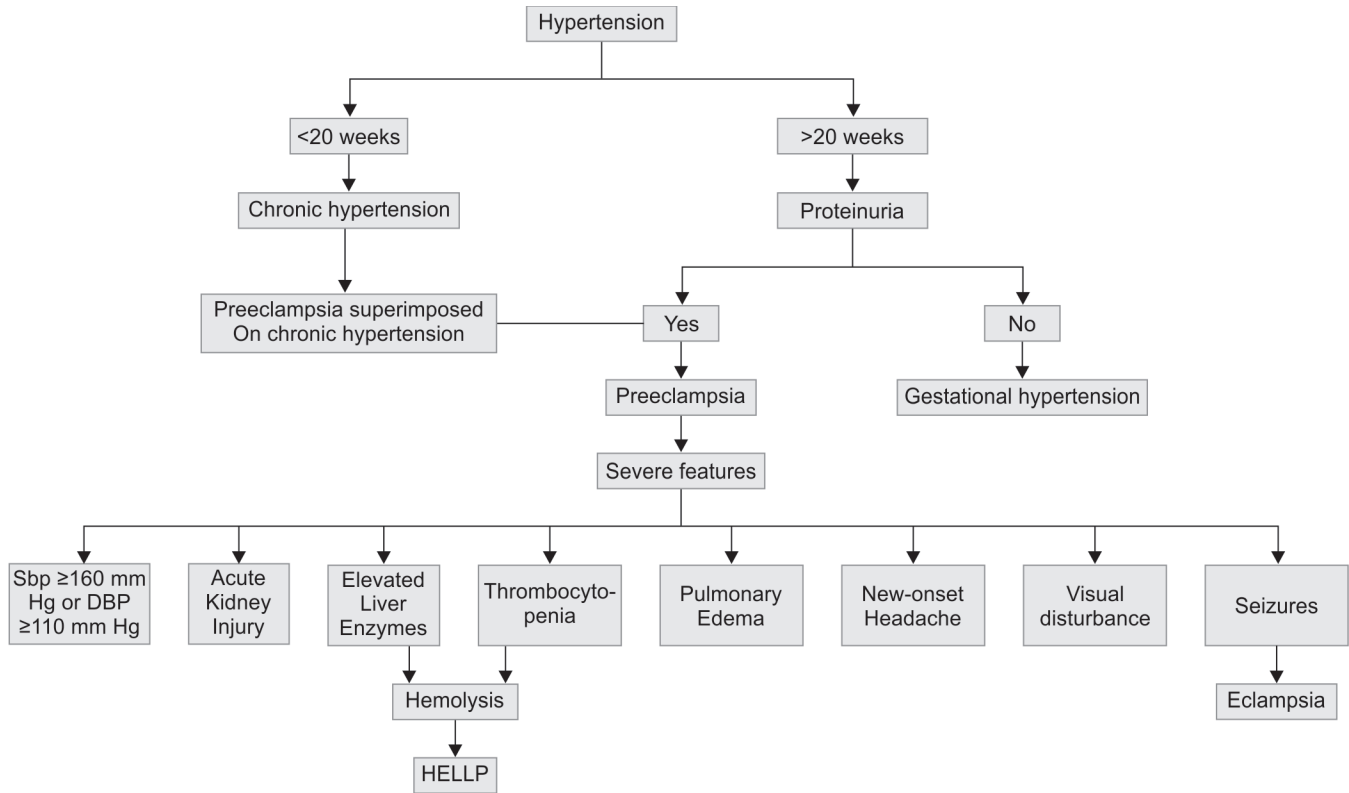 Hypertension
<20 weeks
>20 weeks
Chronic hypertension
Proteinuria
Preeclampsia superimposed
On chronic hypertension
Yes
No
Preeclampsia
Gestational hypertension
Severe features
Sbp ≥160 mm
Hg or DBP
≥110 mm Hg
Acute
Kidney
Injury
Elevated
Liver
Enzymes
Thrombocyto-
penia
Pulmonary
Edema
New-onset
Headache
Visual
disturbance
Seizures
Hemolysis
Eclampsia
HELLP